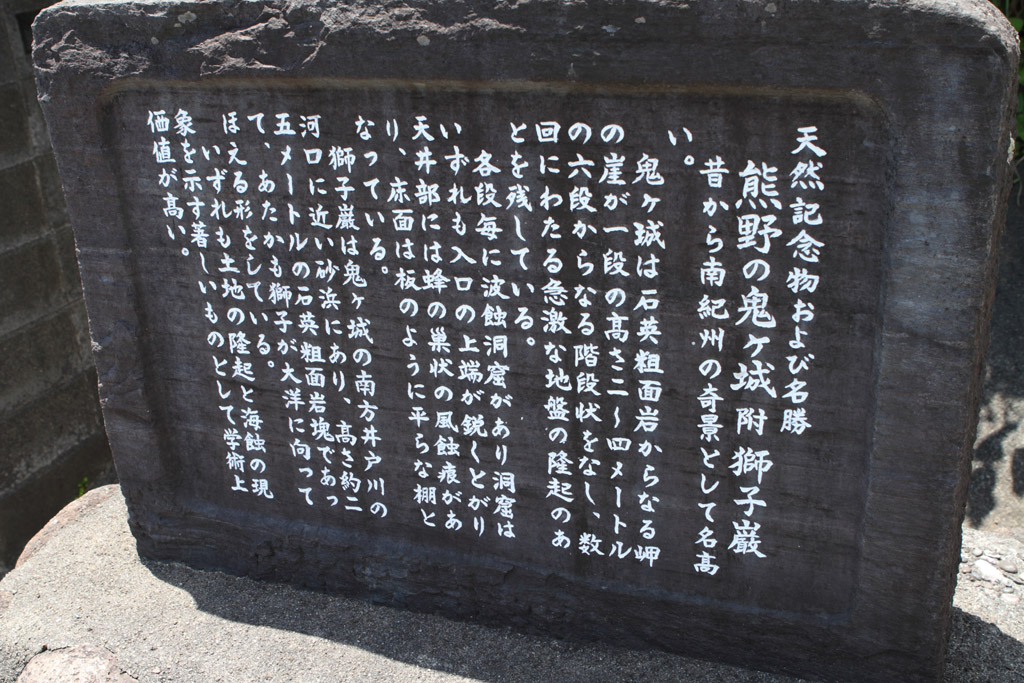 天然記念物および名勝
熊野の鬼ヶ城 附 獅子巖
昔から南紀州の奇景として名高
い。
鬼ヶ城は石英粗面岩からなる岬
の崖が一段の高さ二〜四メートル
の六段からなる階段状をなし、数
回にわたる急激な地盤の隆起のあ
とを残している。
各段毎に波蝕洞窟があり洞窟は
いずれも入口の上端が鋭くとがり
天井部には蜂の巣状の風蝕痕があ
り、床面は板のように平らな棚と
なっている。
獅子巖は鬼ヶ城の南方井戸川の
河口に近い砂浜にあり、高さ約二
五メートルの石英粗面岩塊であっ
て、あたかも獅子が大洋に向って
ほえる形をしている。
いずれも土地の隆起と海蝕の現
象を示す著しいものとして学術上
価値が高い。